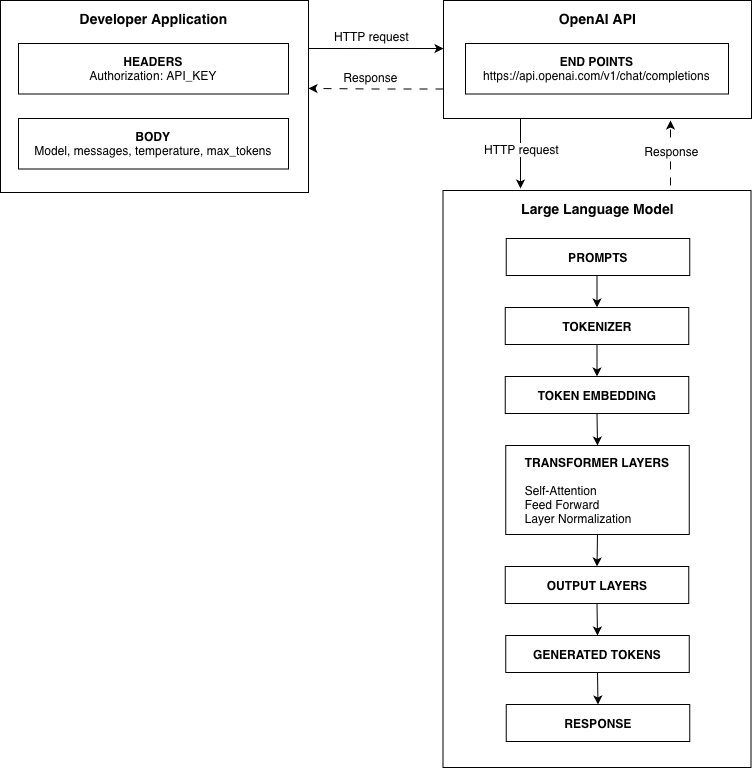 Developer Application
HEADERS
Authorization: API_KEY
BODY
Model, messages, temperature, max_tokens
HTTP request
Response
OpenAI API
END POINTS
https://api.openai.com/v1/chat/completions
HTTP request
Response
Large Language Model
PROMPTS
TOKENIZER
TOKEN EMBEDDING
TRANSFORMER LAYERS
Self-Attention
Feed Forward
Layer Normalization
OUTPUT LAYERS
GENERATED TOKENS
RESPONSE